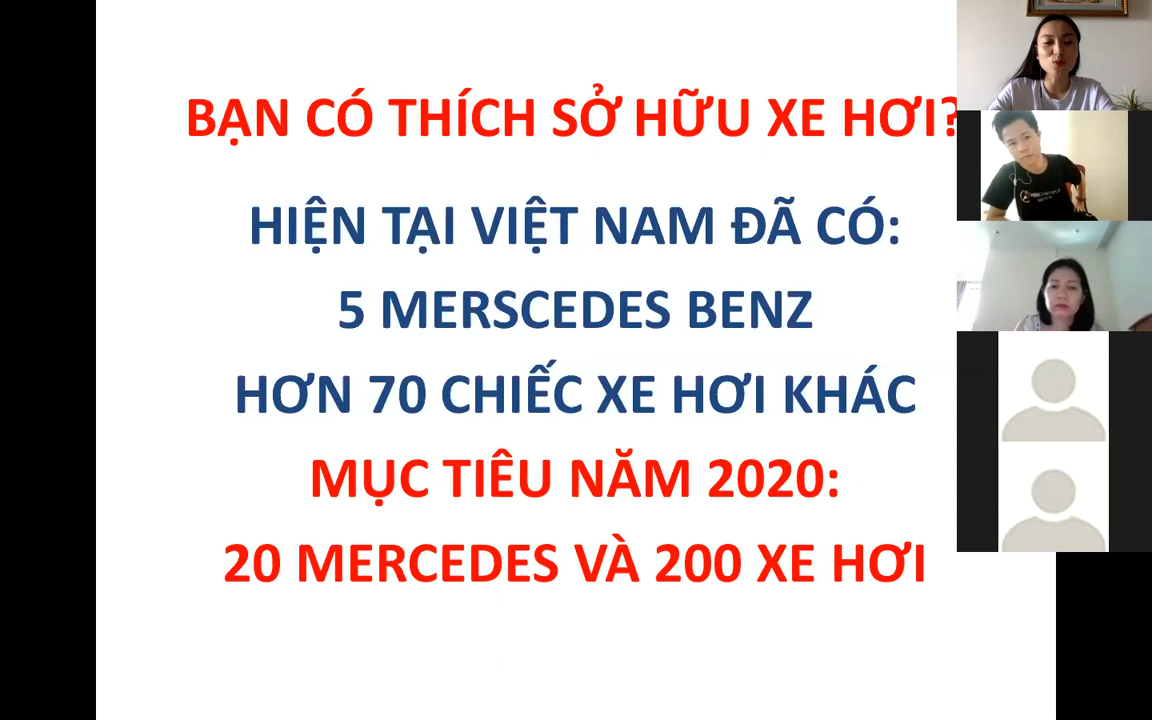 BẠN CÓ THÍCH SỞ HỮU XE HƠI?
HIỆN TẠI VIỆT NAM ĐÃ CÓ:
5 MERSCEDES BENZ
HƠN 70 CHIẾC XE HƠI KHÁC
MỤC TIÊU NĂM 2020:
20 MERCEDES VÀ 200 XE HƠI